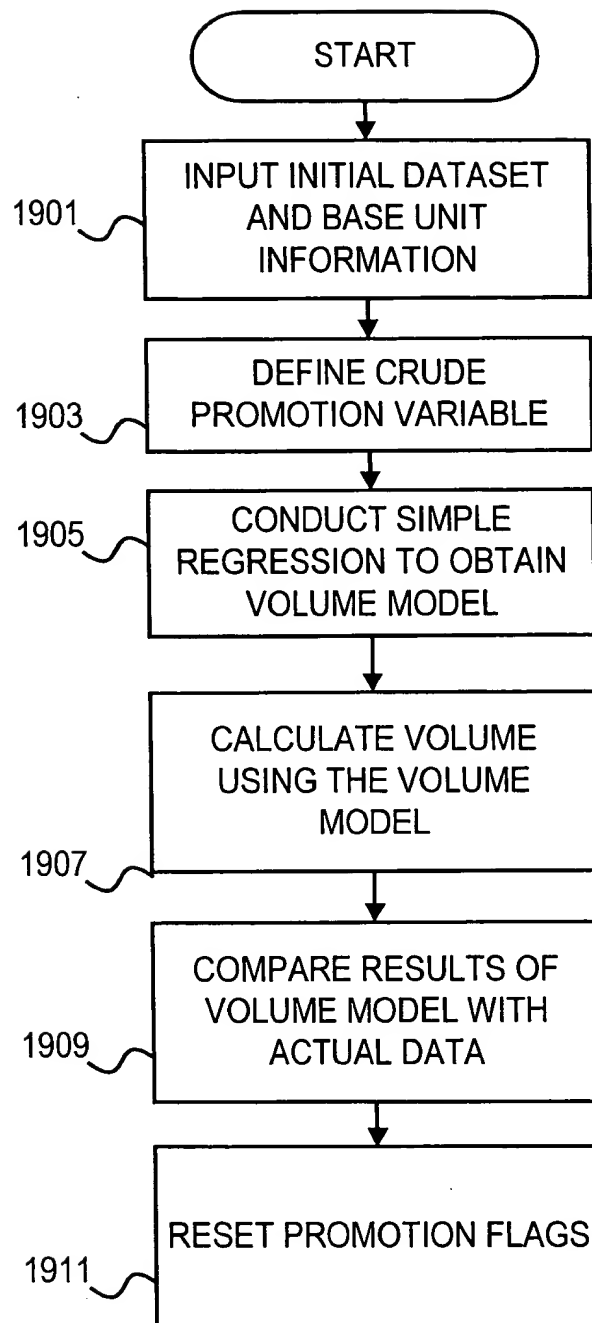 START
1901
INPUT INITIAL DATASET
AND BASE UNIT
INFORMATION
1903
DEFINE CRUDE
PROMOTION VARIABLE
1905
CONDUCT SIMPLE
REGRESSION TO OBTAIN
VOLUME MODEL
1907
CALCULATE VOLUME
USING THE VOLUME
MODEL
1909
COMPARE RESULTS OF
VOLUME MODEL WITH
ACTUAL DATA
1911
RESET PROMOTION FLAGS